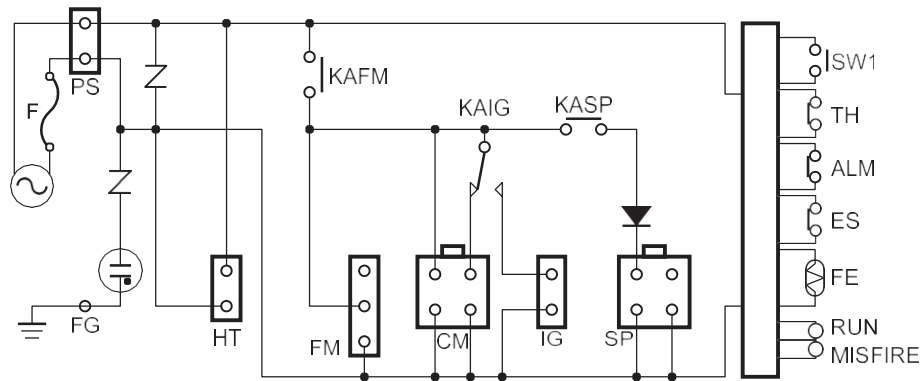 PS
F
FG
HT
KAFM
FM
KAIG
KASP
CM
IG
SP
SW1
TH
ALM
ES
FE
RUN
MISFIRE